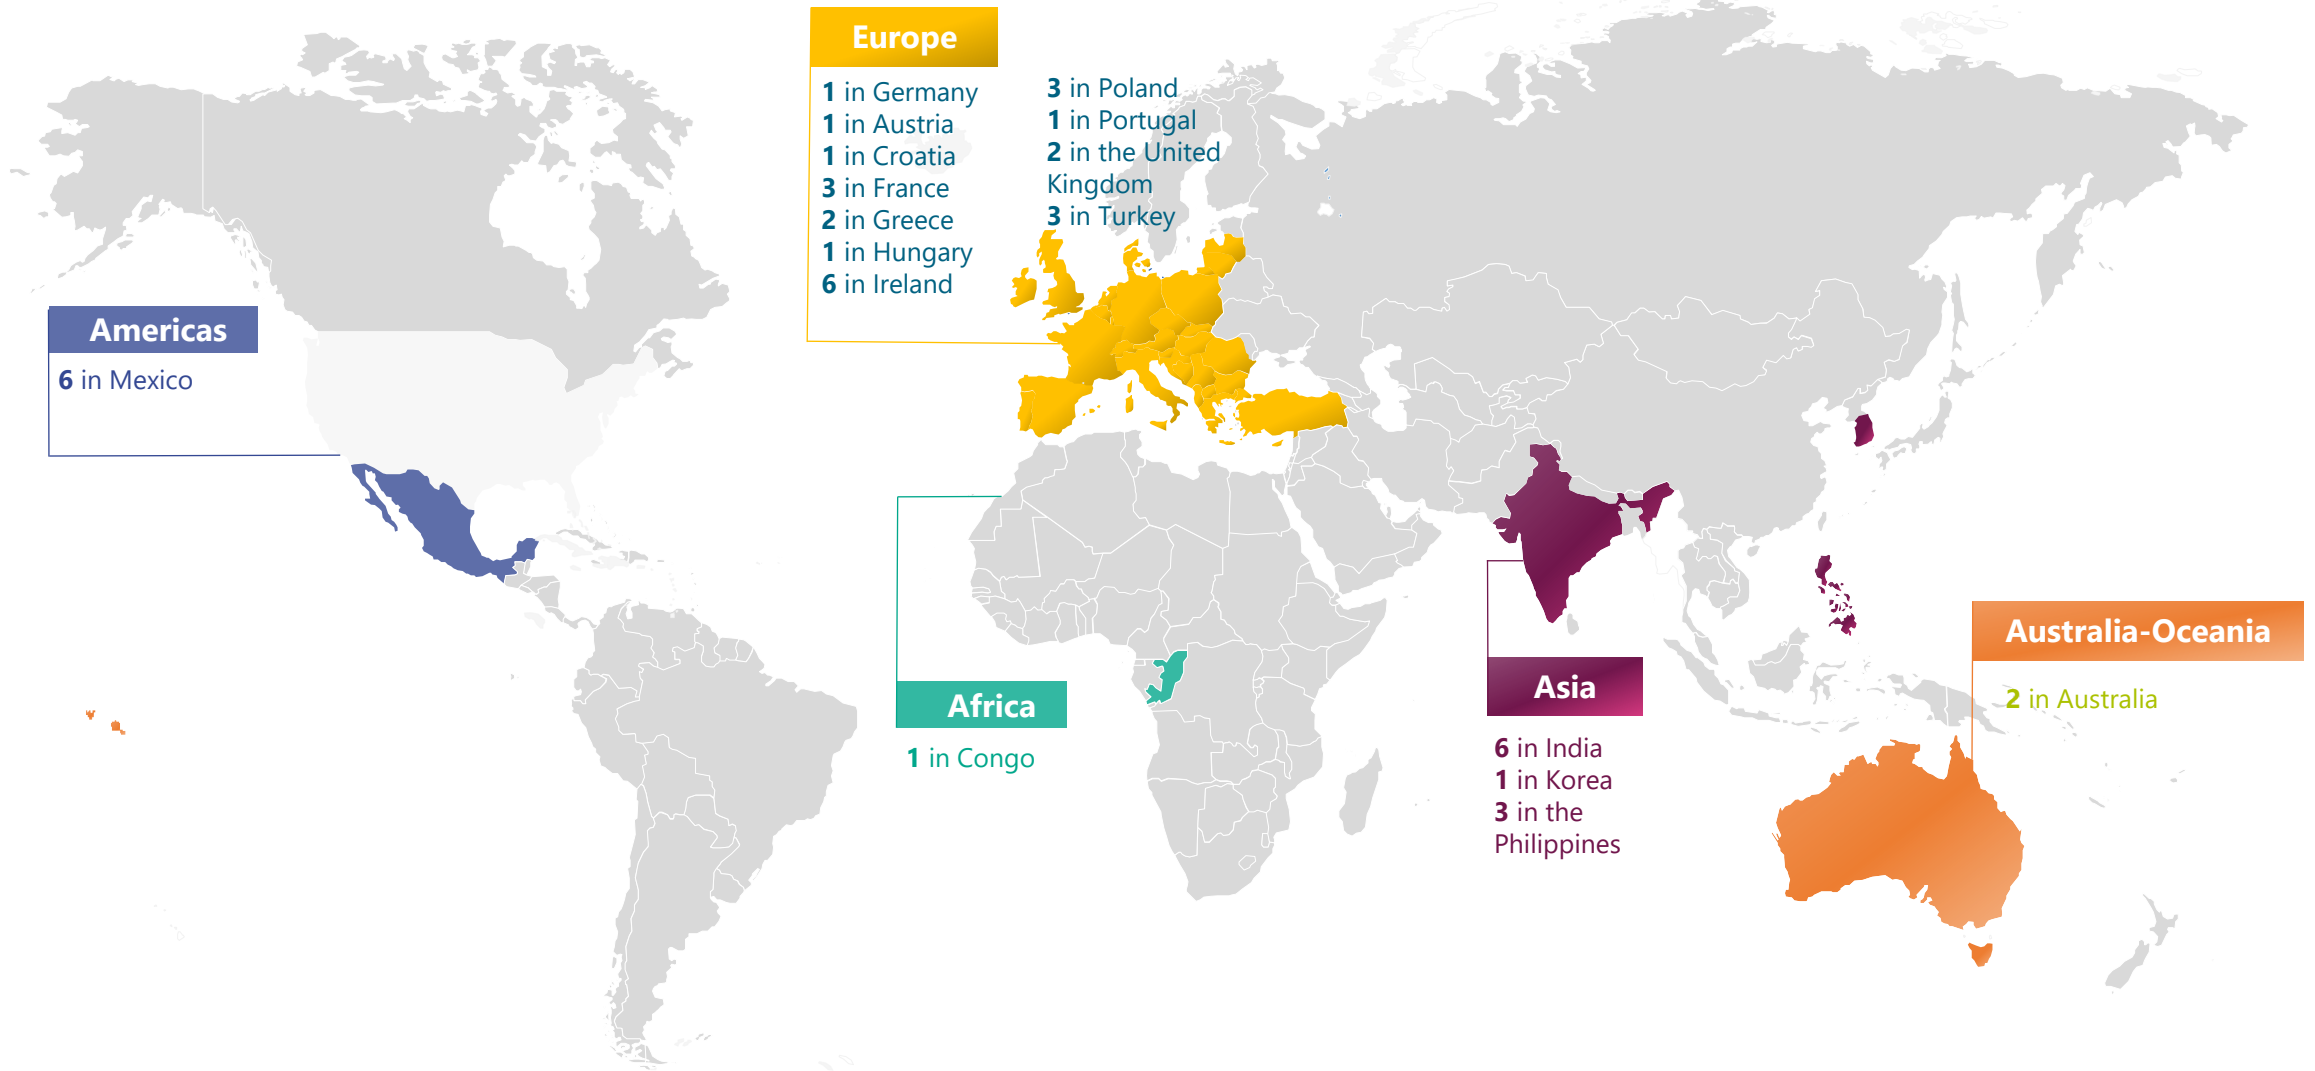 Europe
1 in Germany
1 in Austria
1 in Croatia
3 in France
2 in Greece
1 in Hungary
6 in Ireland
3 in Poland
1 in Portugal
2 in the United
Kingdom
3 in Turkey
Americas
6 in Mexico
Africa
1 in Congo
Asia
6 in India
1 in Korea
3 in the
Philippines
Australia-Oceania
2 in Australia